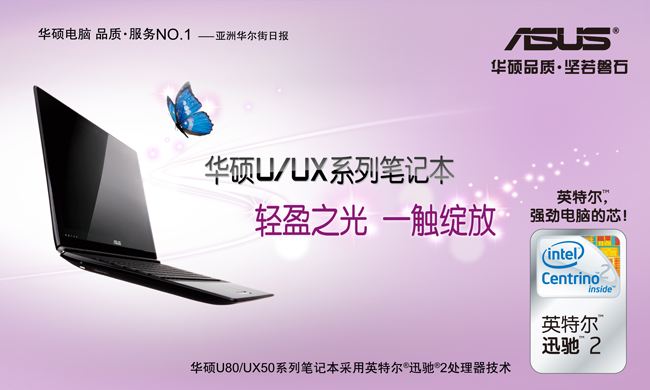 华硕电脑 品质·服务NO.1 ——亚洲华尔街日报
ASUS®
华硕品质·坚若磐石
华硕U/UX系列笔记本
轻盈之光 一触绽放
ASUS
英特尔™,
强劲电脑的芯!
intel
Centrino 2
inside™
英特尔™
迅驰™ 2
华硕U80/UX50系列笔记本采用英特尔®迅驰®2处理器技术